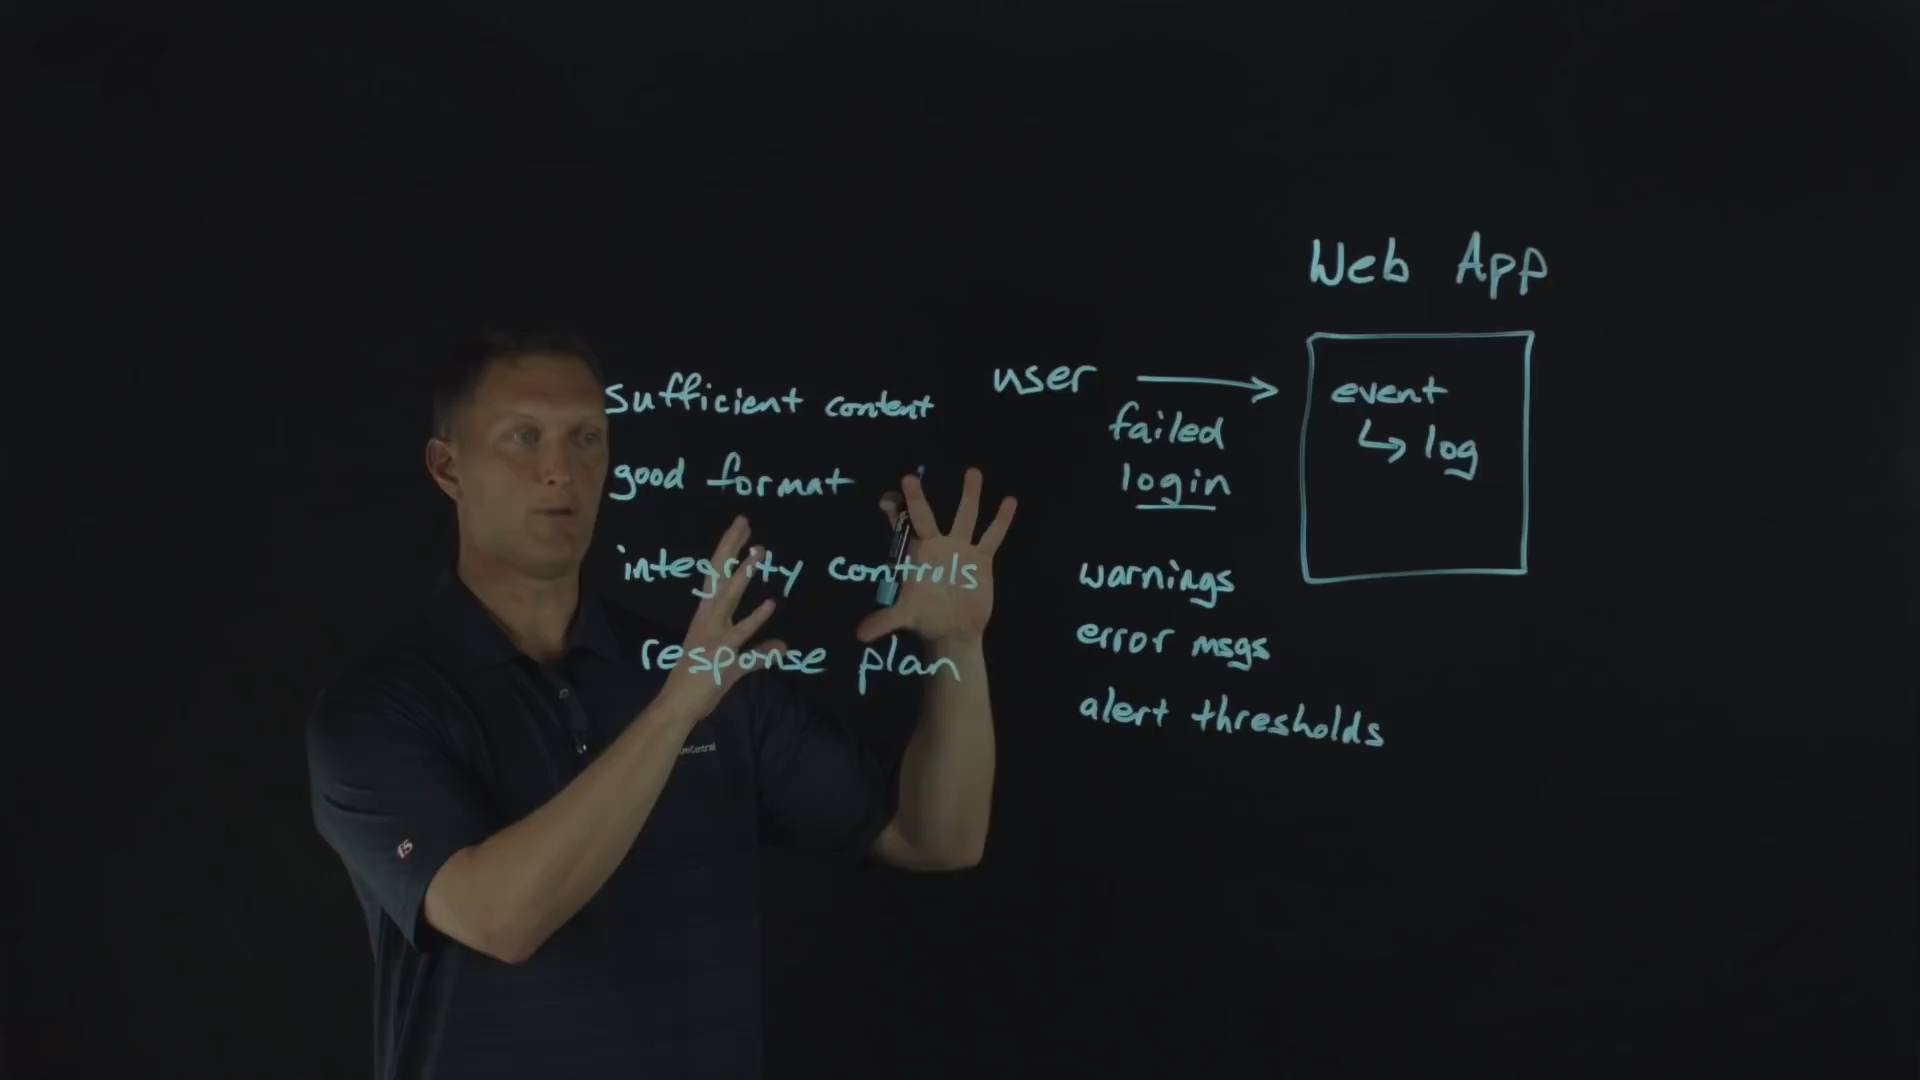 Web App
sufficient content
good format
integrity controls
response plan
user
failed
login
event
↳ log
warnings
error msgs
alert thresholds